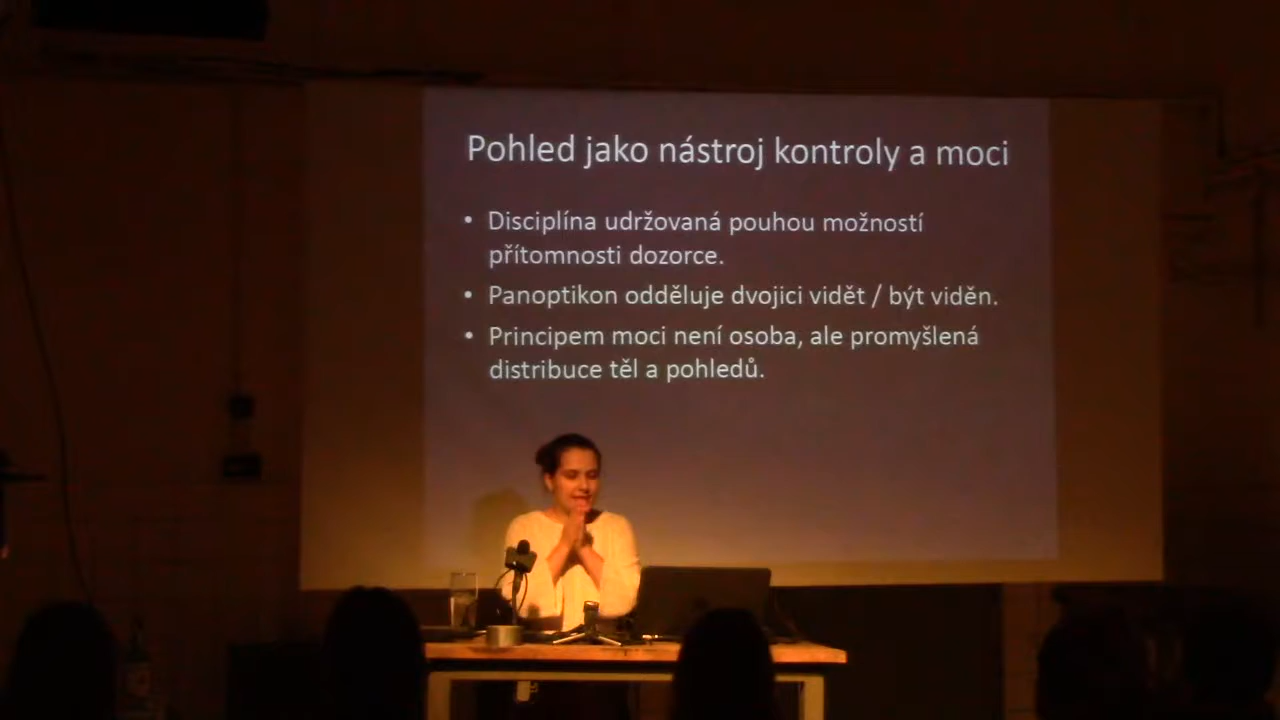 Pohled jako nástroj kontroly a moci
• Disciplína udržovaná pouhou možností
přítomnosti dozorce.
• Panoptikon odděluje dvojici vidět / být viděn.
• Principem moci není osoba, ale promyšlená
distribuce těl a pohledů.